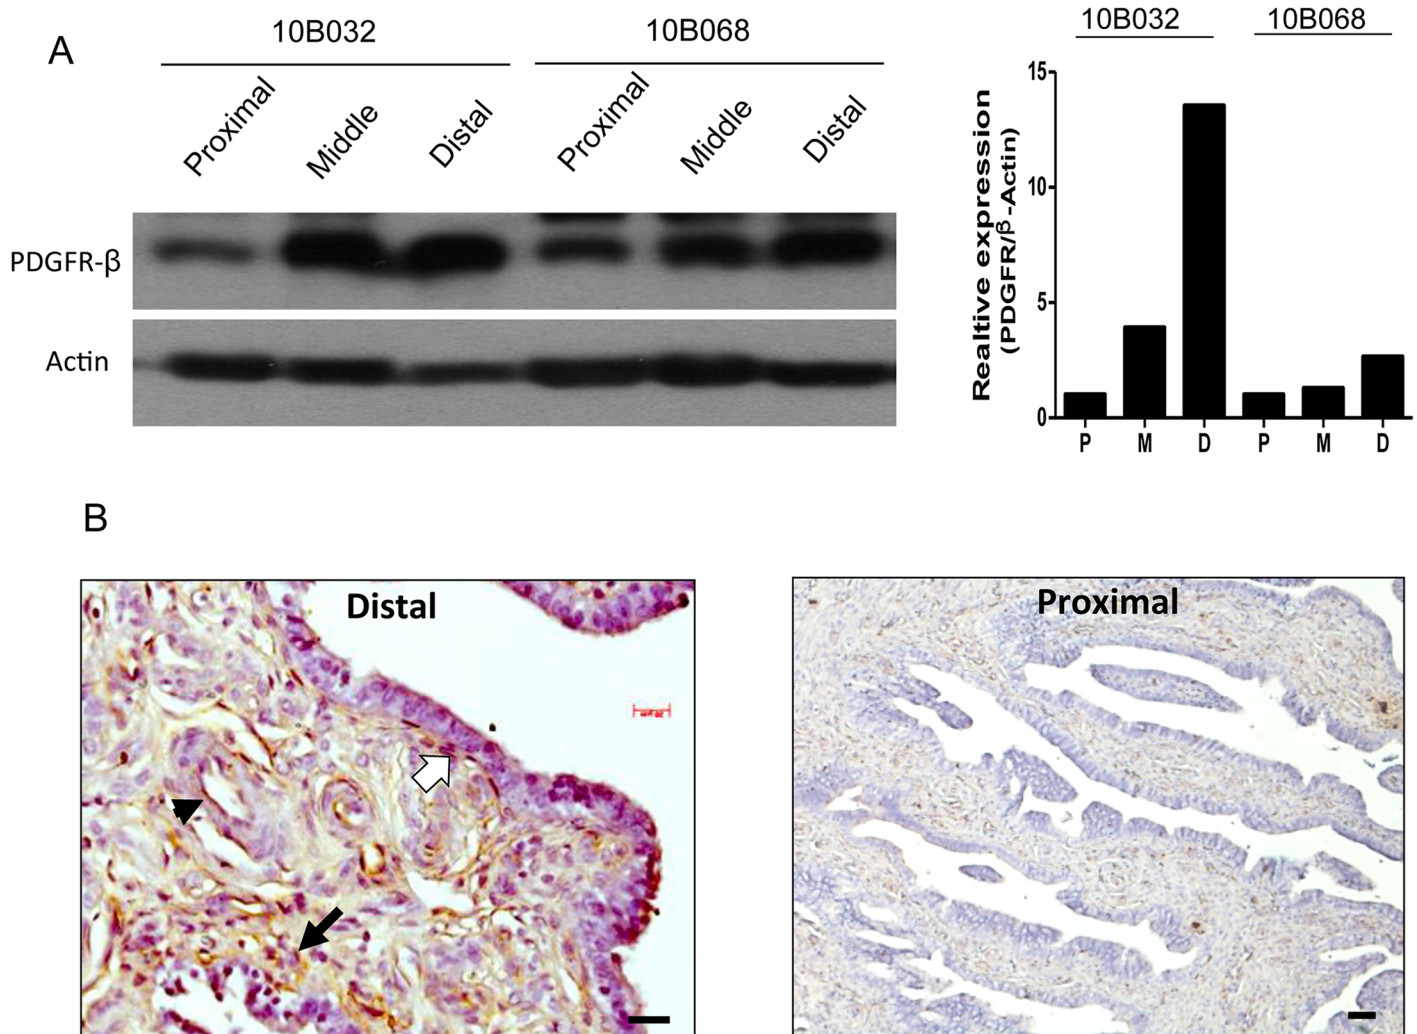 A
10B032
10B068
Proximal
Middle
Distal
Proximal
Middle
Distal
PDGFR-β
Actin
10B032
10B068
Realtive expression
(PDGFR/β-Actin)
15
10
5
0
P M D P M D
B
Distal
Proximal